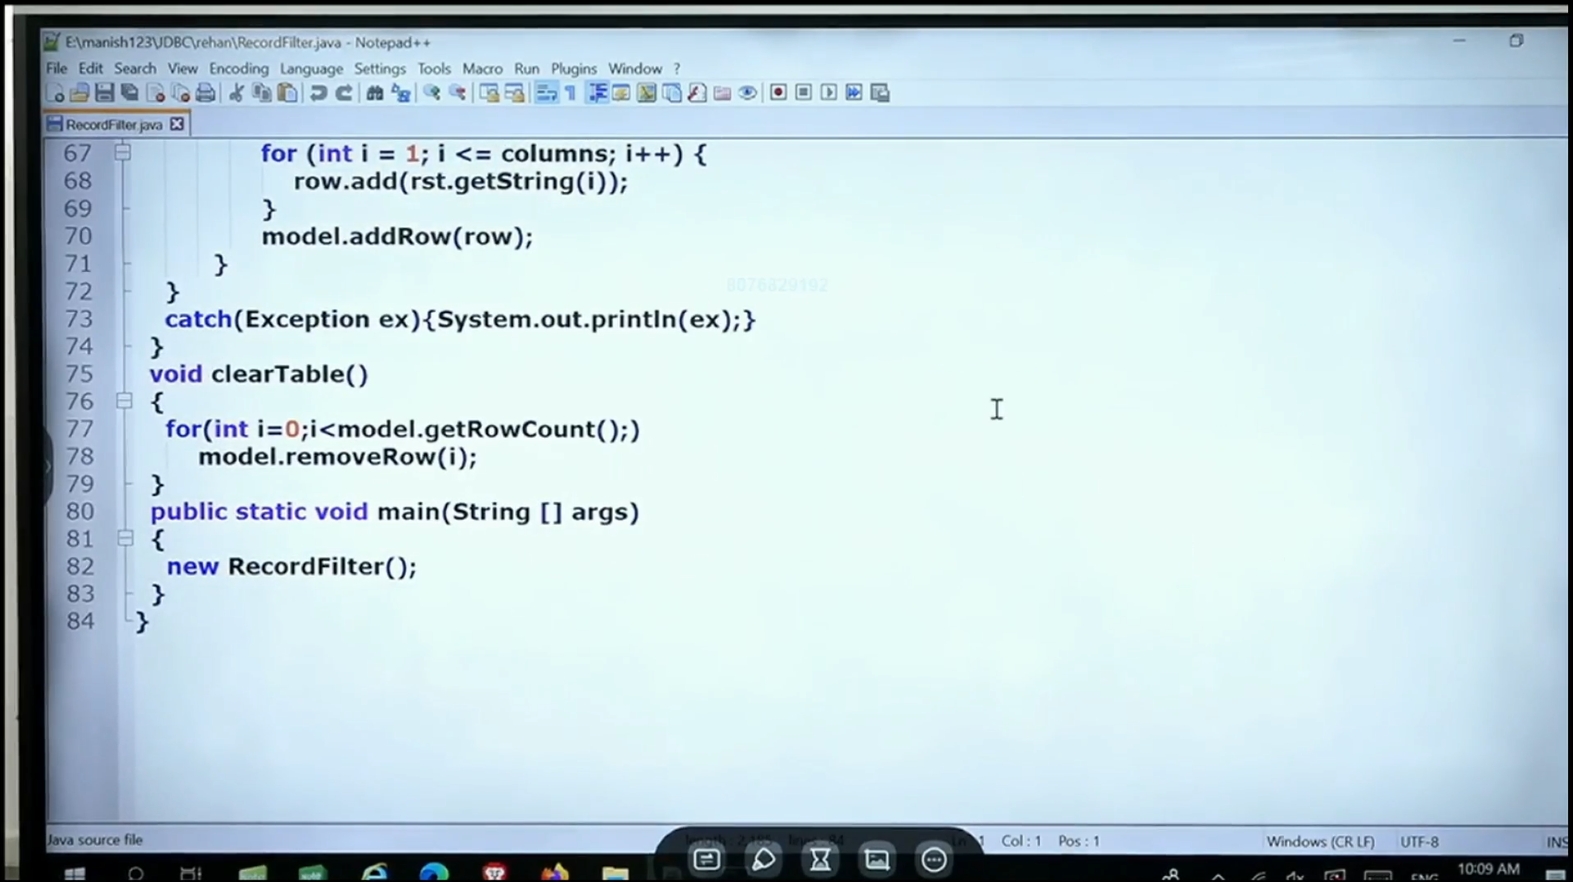 E:\manish123\JDBC\rehan\RecordFilter.java - Notepad++
File Edit Search View Encoding Language Settings Tools Macro Run Plugins Window ?
RecordFilter.java
67 for (int i = 1; i <= columns; i++) {
68 row.add(rst.getString(i));
69 }
70 model.addRow(row);
71 }
8076829192
72 }
73 catch(Exception ex){System.out.println(ex);}
74 }
75 void clearTable()
76 {
77 for(int i=0;i<model.getRowCount();)
78 model.removeRow(i);
79 }
80 public static void main(String [] args)
81 {
82 new RecordFilter();
83 }
84 }
Java source file Col : 1 Pos : 1 Windows (CR LF) UTF-8 INS
ENG 10:09 AM